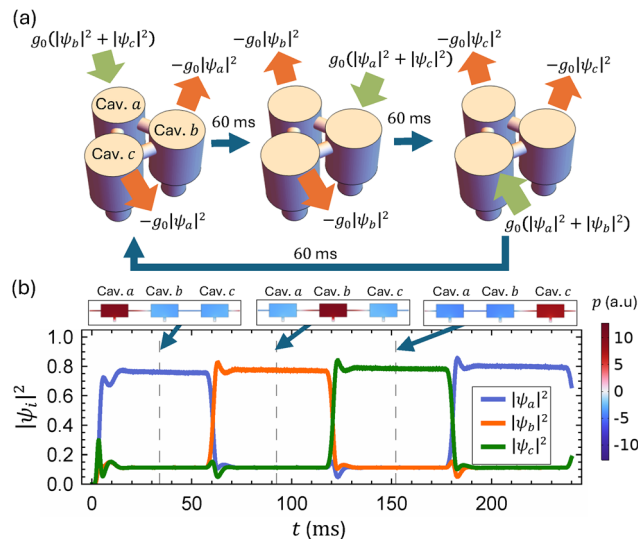 (a)
g₀(|ψ_b|² + |ψ_c|²)
−g₀|ψ_a|²
−g₀|ψ_b|²
g₀(|ψ_a|² + |ψ_c|²)
−g₀|ψ_c|²
−g₀|ψ_c|²
Cav. a
Cav. b
Cav. c
60 ms
60 ms
−g₀|ψ_a|²
−g₀|ψ_b|²
g₀(|ψ_a|² + |ψ_b|²)
60 ms
(b)
Cav. a Cav. b Cav. c
Cav. a Cav. b Cav. c
Cav. a Cav. b Cav. c
p (a.u)
10
5
0
-5
-10
|ψ_i|²
1.0
0.8
0.6
0.4
0.2
0.0
|ψ_a|²
|ψ_b|²
|ψ_c|²
0 50 100 150 200
t (ms)